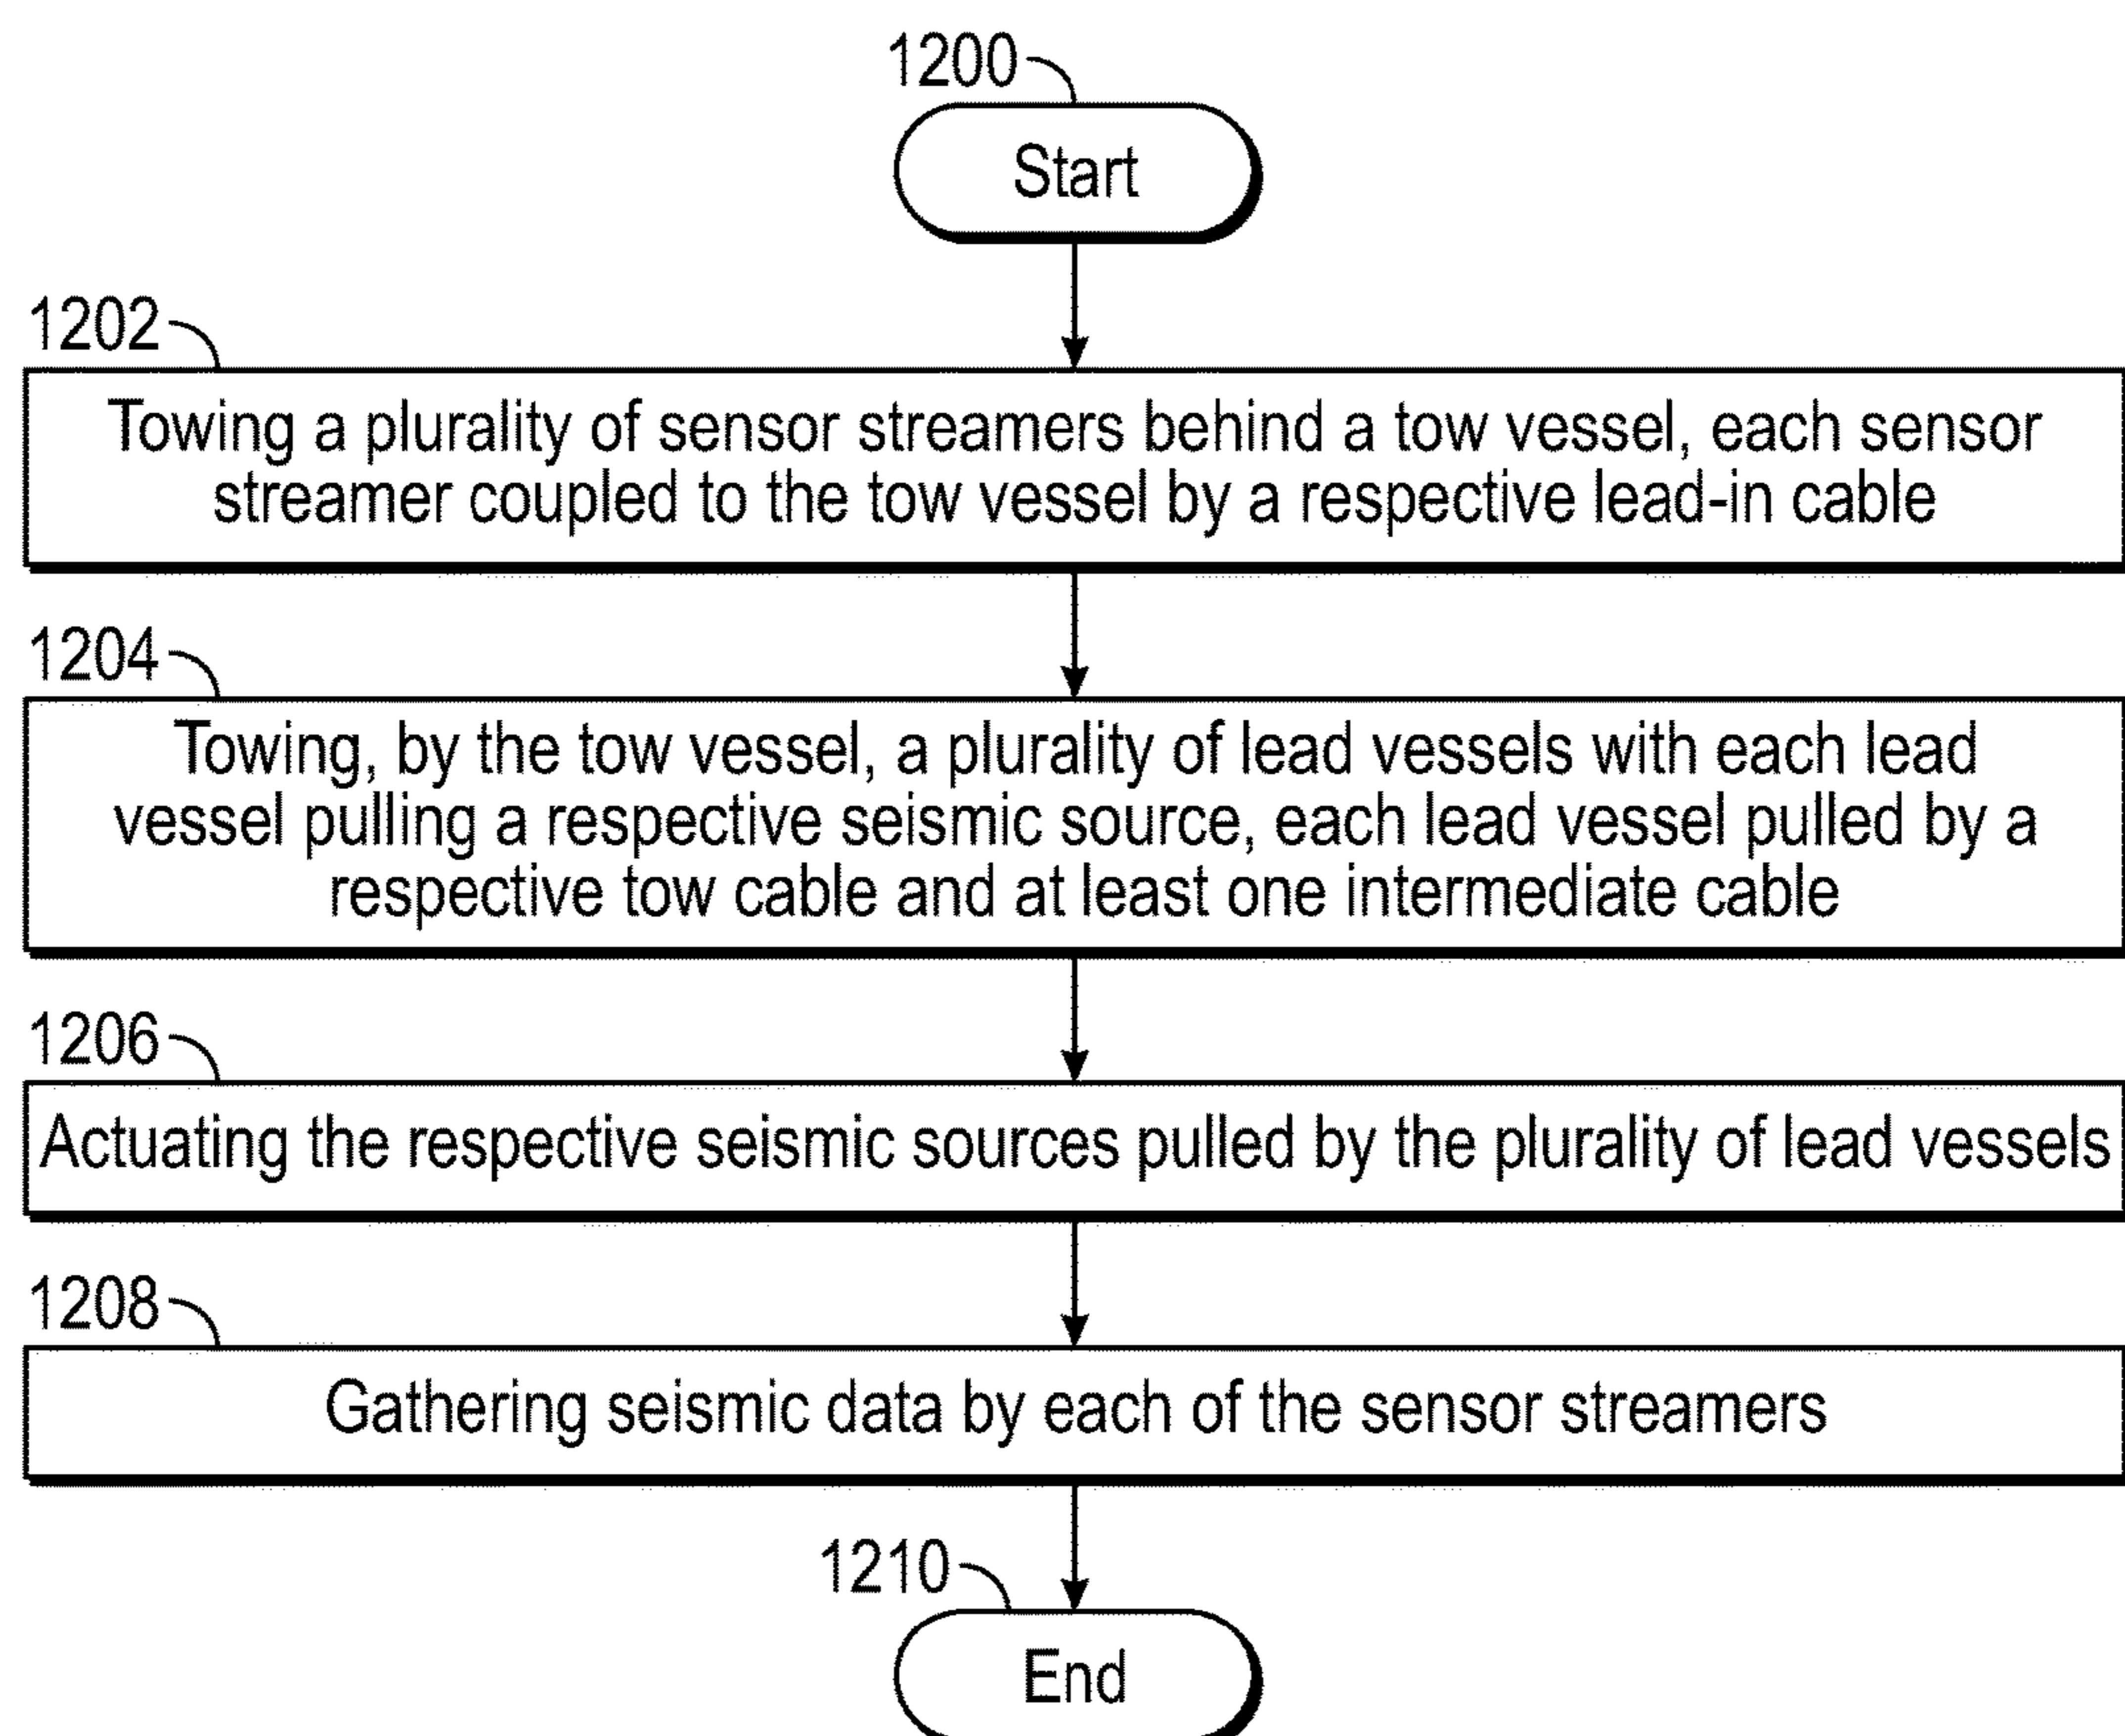 1200
Start
1202
Towing a plurality of sensor streamers behind a tow vessel, each sensor
streamer coupled to the tow vessel by a respective lead-in cable
1204
Towing, by the tow vessel, a plurality of lead vessels with each lead
vessel pulling a respective seismic source, each lead vessel pulled by a
respective tow cable and at least one intermediate cable
1206
Actuating the respective seismic sources pulled by the plurality of lead vessels
1208
Gathering seismic data by each of the sensor streamers
1210
End